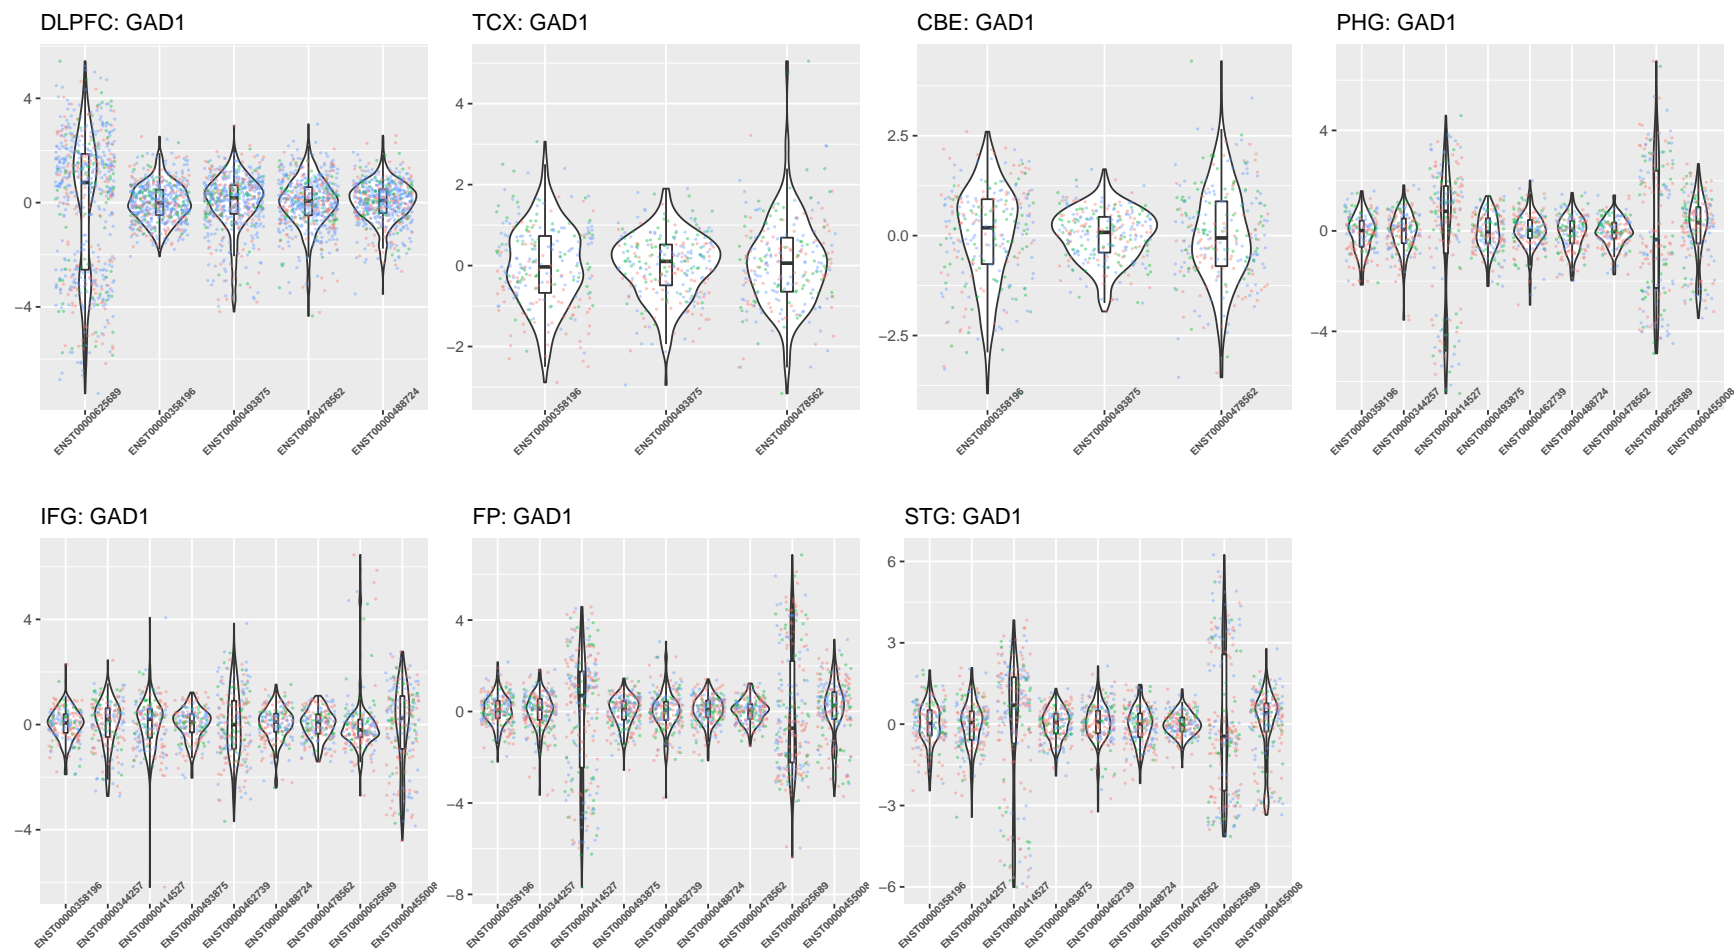 DLPFC: GAD1
TCX: GAD1
CBE: GAD1
PHG: GAD1
4
0
−4
ENST00000625689
ENST00000358196
ENST00000493875
ENST00000478562
ENST00000488724
4
2
0
−2
ENST00000358196
ENST00000493875
ENST00000478562
2.5
0.0
−2.5
ENST00000358196
ENST00000493875
ENST00000478562
4
0
−4
ENST00000358196
ENST00000344257
ENST00000414527
ENST00000493875
ENST00000462739
ENST00000488724
ENST00000478562
ENST00000625689
ENST00000455008
IFG: GAD1
FP: GAD1
STG: GAD1
4
0
−4
ENST00000358196
ENST00000344257
ENST00000414527
ENST00000493875
ENST00000462739
ENST00000488724
ENST00000478562
ENST00000625689
ENST00000455008
4
0
−4
−8
ENST00000358196
ENST00000344257
ENST00000414527
ENST00000493875
ENST00000462739
ENST00000488724
ENST00000478562
ENST00000625689
ENST00000455008
6
3
0
−3
−6
ENST00000358196
ENST00000344257
ENST00000414527
ENST00000493875
ENST00000462739
ENST00000488724
ENST00000478562
ENST00000625689
ENST00000455008